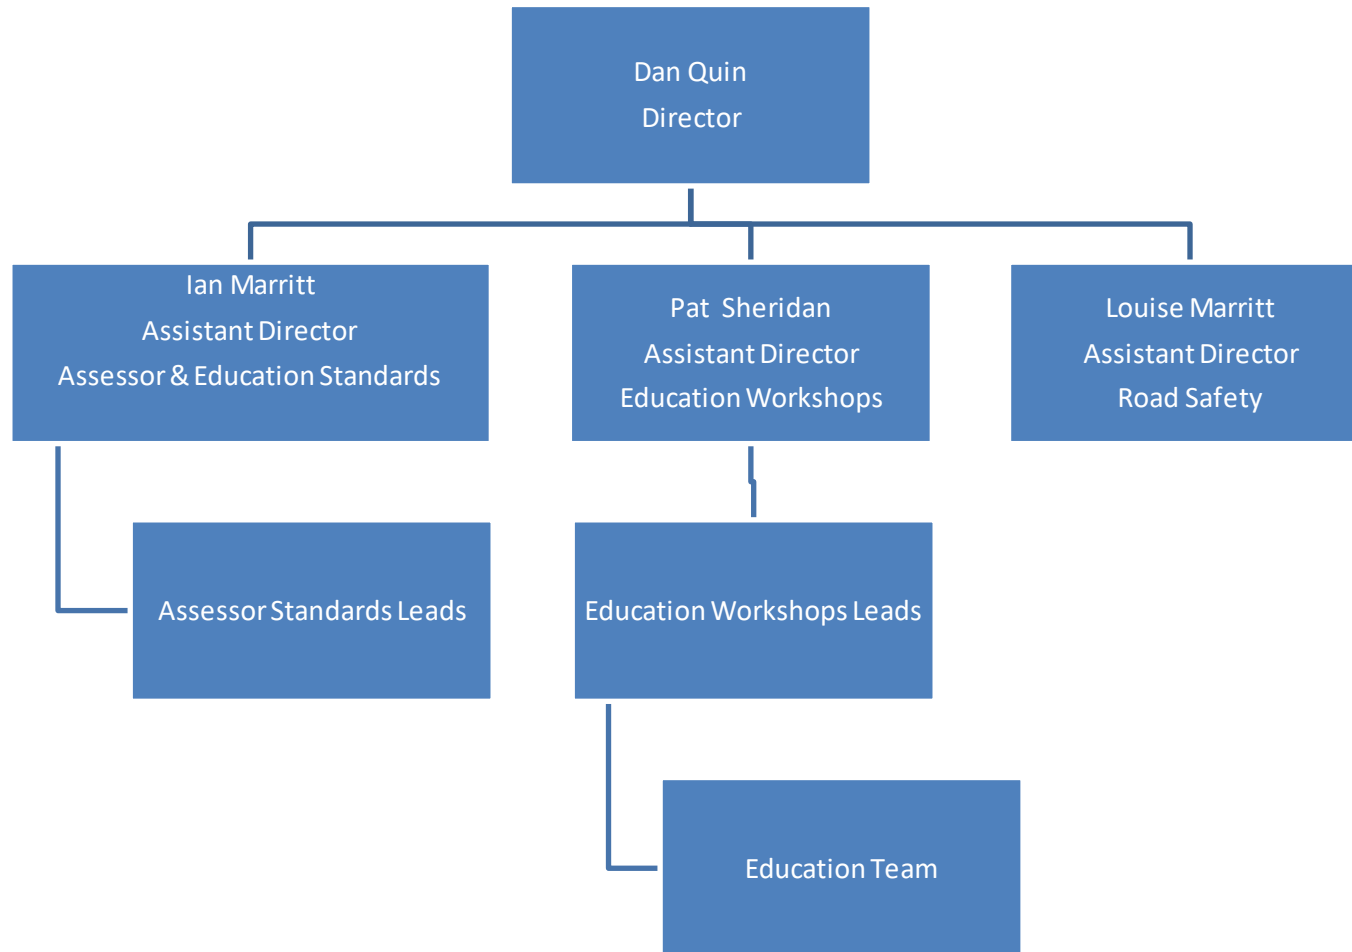 Dan Quin
Director
Ian Marritt
Assistant Director
Assessor & Education Standards
Pat Sheridan
Assistant Director
Education Workshops
Louise Marritt
Assistant Director
Road Safety
Assessor Standards Leads
Education Workshops Leads
Education Team